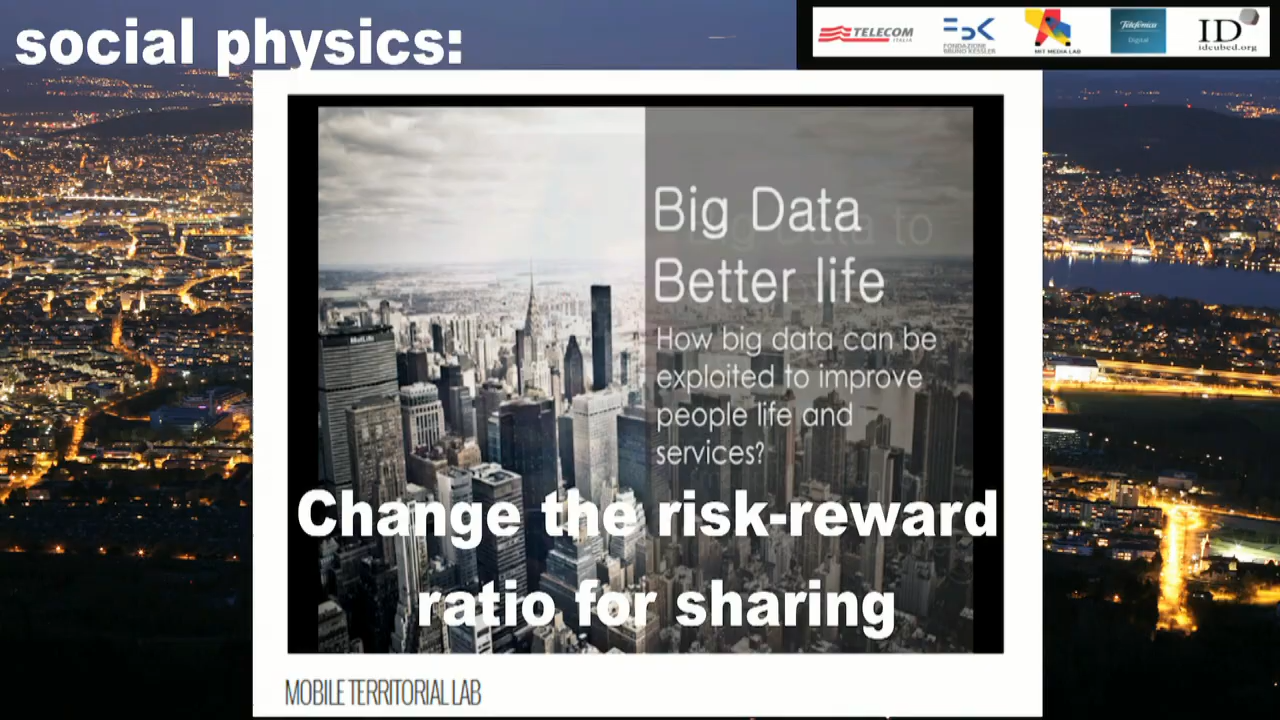 social physics:
TELECOM
ITALIA
FONDAZIONE
BRUNO KESSLER
MIT MEDIA LAB
Telefónica
Digital
ID
idcubed.org
MetLife
Big Data
Better life
How big data can be
exploited to improve
people life and
services?
Change the risk-reward
ratio for sharing
MOBILE TERRITORIAL LAB